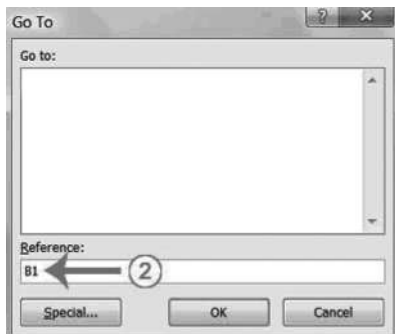 Go To
Go to:
Reference:
B1 2
Special... OK Cancel